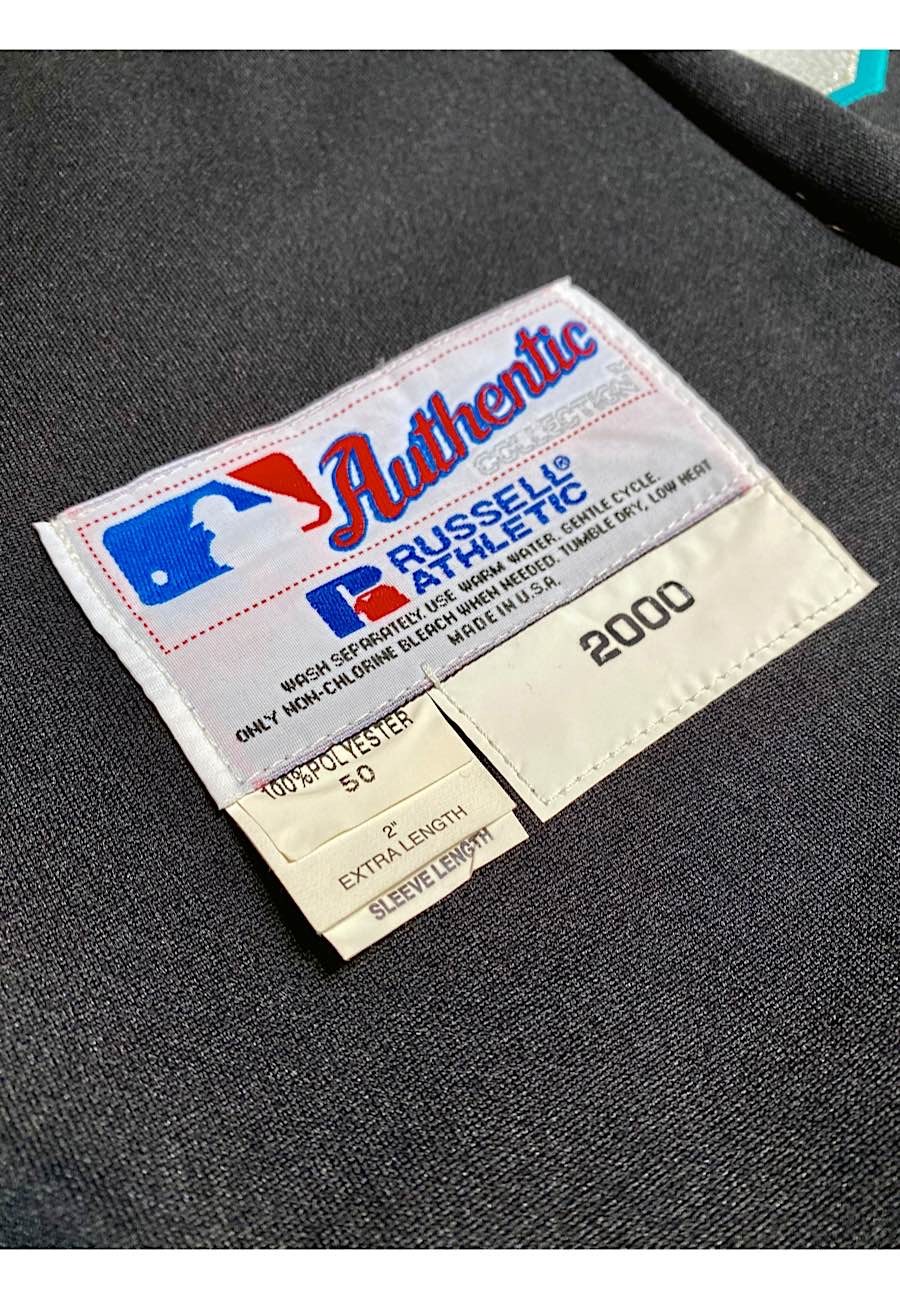 Authentic
COLLECTION™
RUSSELL®
ATHLETIC
WASH SEPARATELY USE WARM WATER. GENTLE CYCLE.
ONLY NON-CHLORINE BLEACH WHEN NEEDED. TUMBLE DRY, LOW HEAT
MADE IN U.S.A.
2000
100% POLYESTER
50
2"
EXTRA LENGTH
SLEEVE LENGTH